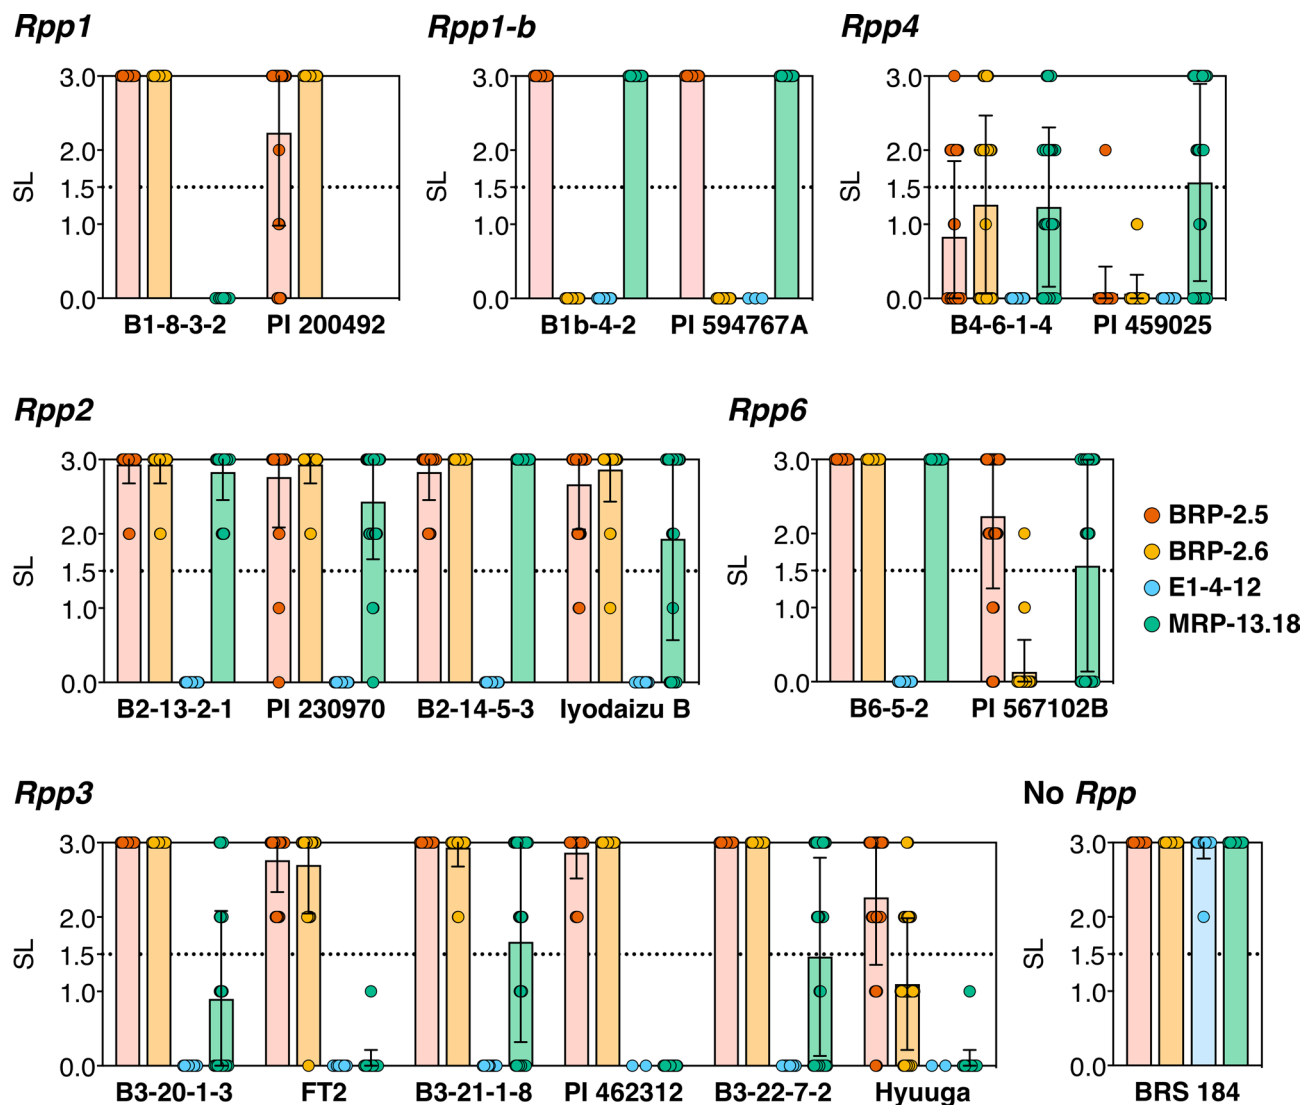 Rpp1
Rpp1-b
Rpp4
SL
3.0
2.0
1.5
1.0
0.0
B1-8-3-2
PI 200492
SL
3.0
2.0
1.5
1.0
0.0
B1b-4-2
PI 594767A
SL
3.0
2.0
1.5
1.0
0.0
B4-6-1-4
PI 459025
Rpp2
Rpp6
SL
3.0
2.0
1.5
1.0
0.0
B2-13-2-1
PI 230970
B2-14-5-3
Iyodaizu B
SL
3.0
2.0
1.5
1.0
0.0
B6-5-2
PI 567102B
BRP-2.5
BRP-2.6
E1-4-12
MRP-13.18
Rpp3
No Rpp
SL
3.0
2.0
1.5
1.0
0.0
B3-20-1-3
FT2
B3-21-1-8
PI 462312
B3-22-7-2
Hyuuga
SL
3.0
2.0
1.5
1.0
0.0
BRS 184